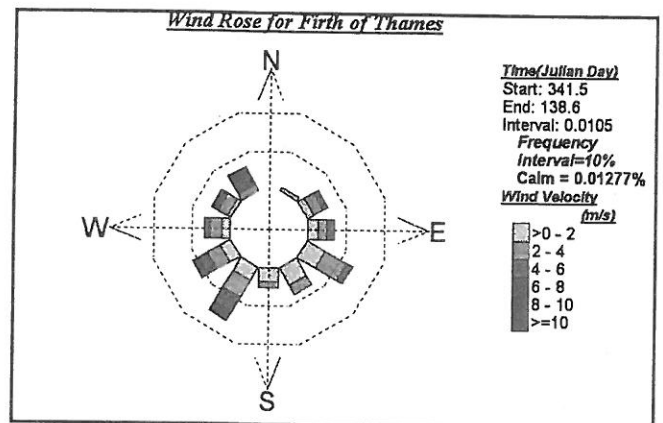 Wind Rose for Firth of Thames
N
W
E
S
Time(Julian Day)
Start: 341.5
End: 138.6
Interval: 0.0105
Frequency
Interval=10%
Calm = 0.01277%
Wind Velocity
(m/s)
>0 - 2
2 - 4
4 - 6
6 - 8
8 - 10
>=10